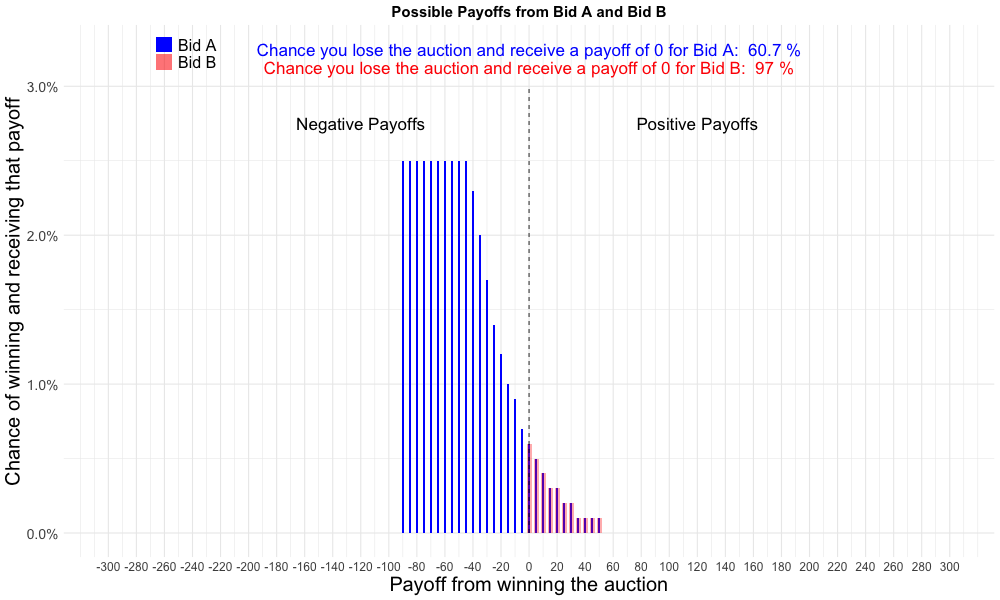 Possible Payoffs from Bid A and Bid B
Bid A
Bid B
Chance you lose the auction and receive a payoff of 0 for Bid A: 60.7 %
Chance you lose the auction and receive a payoff of 0 for Bid B: 97 %
Negative Payoffs
Positive Payoffs
Chance of winning and receiving that payoff
3.0%
2.0%
1.0%
0.0%
-300 -280 -260 -240 -220 -200 -180 -160 -140 -120 -100 -80 -60 -40 -20 0 20 40 60 80 100 120 140 160 180 200 220 240 260 280 300
Payoff from winning the auction